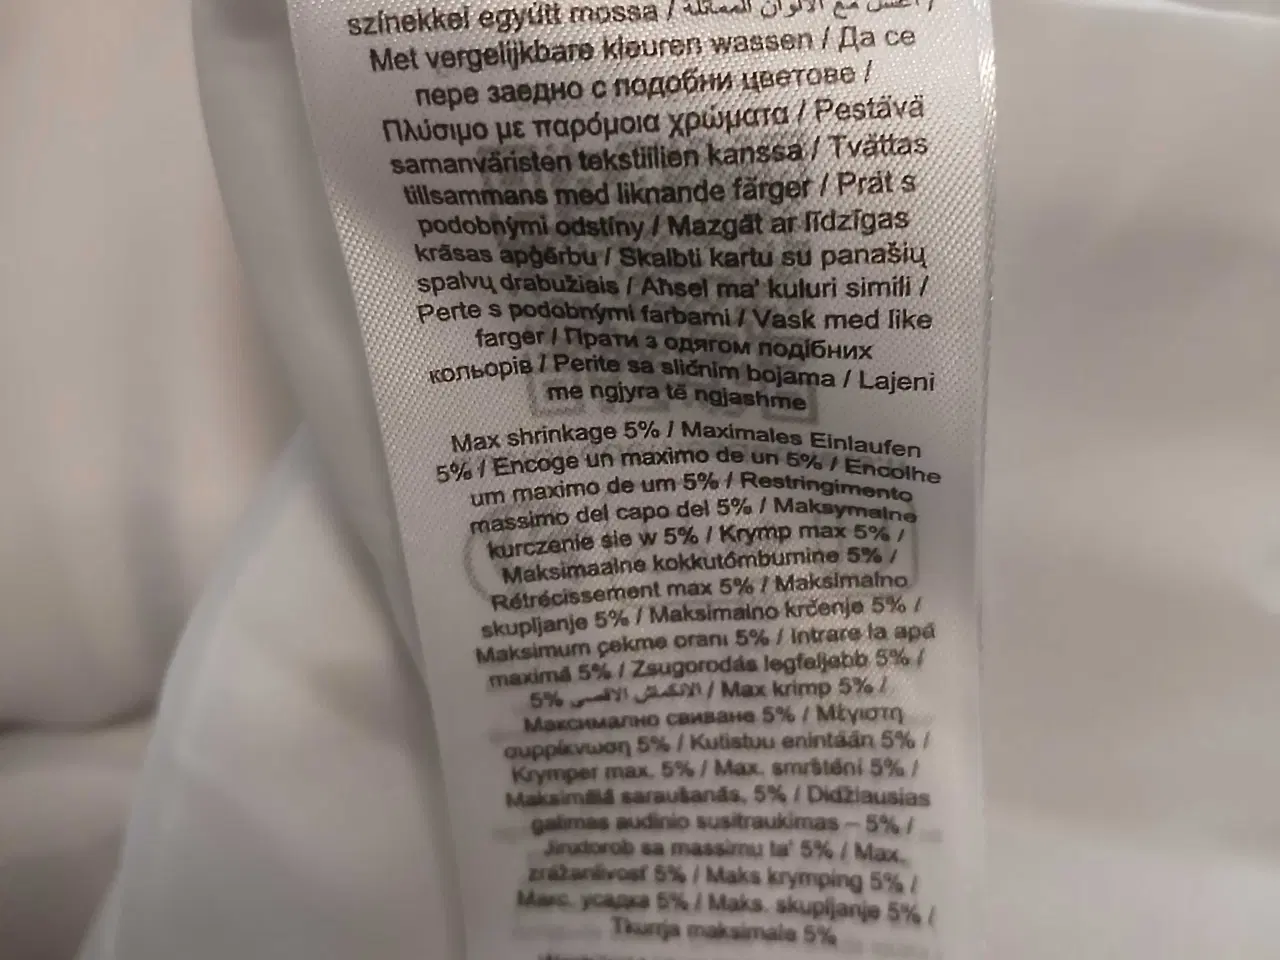 színekkel együtt mossa / اغسل مع الألوان المماثلة /
Met vergelijkbare kleuren wassen / Да се
пере заедно с подобни цветове /
Πλύσιμο με παρόμοια χρώματα / Pestävä
samanväristen tekstiilien kanssa / Tvättas
tillsammans med liknande färger / Prát s
podobnými odstíny / Mazgāt ar līdzīgas
krāsas apģērbu / Skalbti kartu su panašių
spalvų drabužiais / Aħsel ma' kuluri simili /
Perte s podobnými farbami / Vask med like
farger / Прати з одягом подібних
кольорів / Perite sa sličnim bojama / Lajeni
me ngjyra të ngjashme
Max shrinkage 5% / Maximales Einlaufen
5% / Encoge un maximo de un 5% / Encolhe
um maximo de um 5% / Restringimento
massimo del capo del 5% / Maksymalne
kurczenie sie w 5% / Krymp max 5% /
Maksimaalne kokkutõmbumine 5% /
Rétrécissement max 5% / Maksimalno
skupljanje 5% / Maksimalno krčenje 5% /
Maksimum çekme oranı 5% / Intrare la apă
maximă 5% / Zsugorodás legfeljebb 5% /
5% الانكماش الأقصى / Max krimp 5% /
Максимално свиване 5% / Μέγιστη
συρρίκνωση 5% / Kutistuu enintään 5% /
Krymper max. 5% / Max. smrštění 5% /
Maksimālā saraušanās, 5% / Didžiausias
galimas audinio susitraukimas – 5% /
Jinxtorob sa massimu ta' 5% / Max.
zrážanlivosť 5% / Maks krymping 5% /
Макс. усадка 5% / Maks. skupljanje 5% /
Tkurrja maksimale 5%